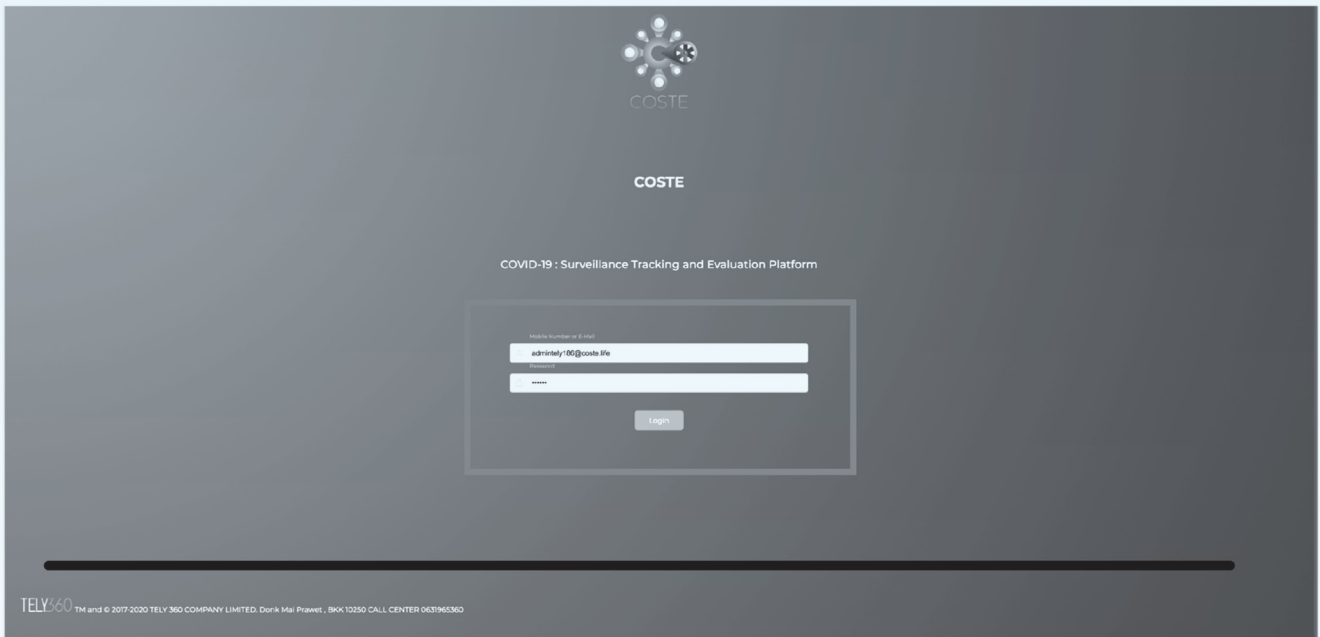 COSTE
COSTE
COVID-19 : Surveillance Tracking and Evaluation Platform
Mobile Number or E-Mail
admintely186@coste.life
Password
••••••
Login
TELY360 TM and © 2017-2020 TELY 360 COMPANY LIMITED. Donk Mai Prawet , BKK 10250 CALL CENTER 0631965360